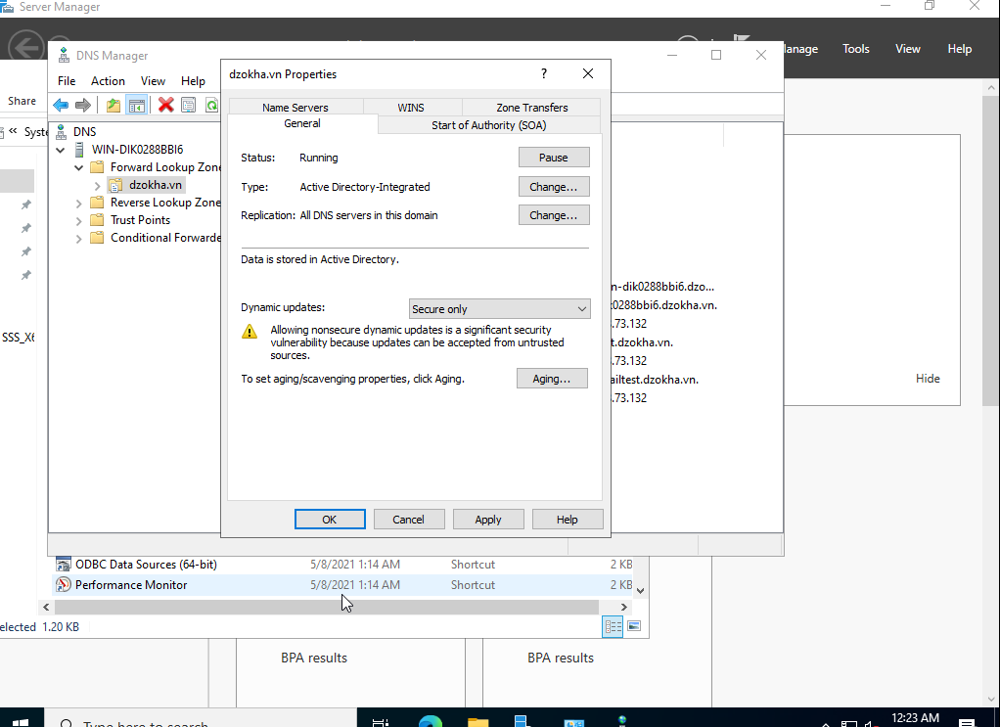 Server Manager
Manage Tools View Help
DNS Manager
File Action View Help
Share
Syste
DNS
WIN-DIK0288BBI6
Forward Lookup Zone
dzokha.vn
Reverse Lookup Zone
Trust Points
Conditional Forwarde
dzokha.vn Properties
?
Name Servers WINS Zone Transfers
General Start of Authority (SOA)
Status: Running Pause
Type: Active Directory-Integrated Change...
Replication: All DNS servers in this domain Change...
Data is stored in Active Directory.
Dynamic updates: Secure only
Allowing nonsecure dynamic updates is a significant security
vulnerability because updates can be accepted from untrusted
sources.
To set aging/scavenging properties, click Aging. Aging...
OK Cancel Apply Help
n-dik0288bbi6.dzo...
0288bbi6.dzokha.vn.
.73.132
t.dzokha.vn.
.73.132
ailtest.dzokha.vn.
.73.132
Hide
SSS_X6
ODBC Data Sources (64-bit) 5/8/2021 1:14 AM Shortcut 2 KB
Performance Monitor 5/8/2021 1:14 AM Shortcut 2 KB
elected 1.20 KB
BPA results BPA results
Type here to search
12:23 AM